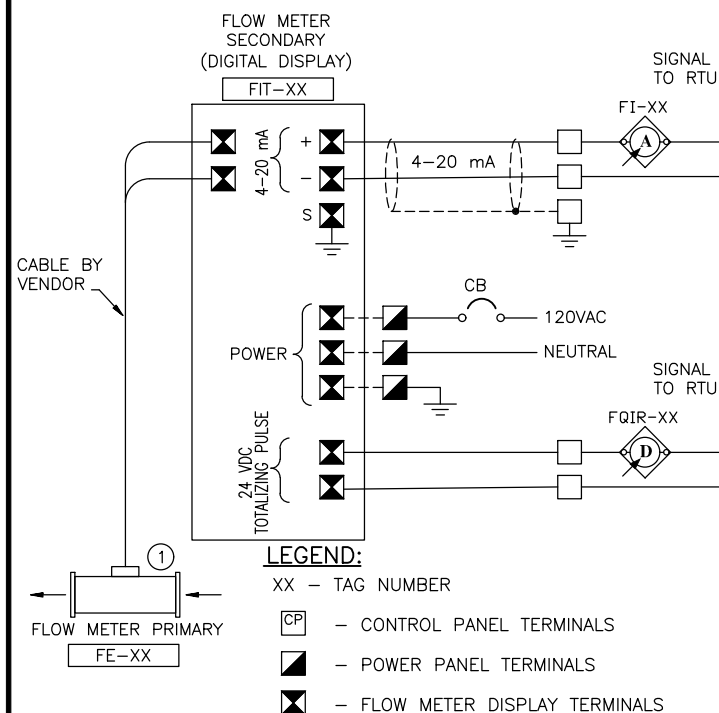 FLOW METER
SECONDARY
(DIGITAL DISPLAY)
FIT-XX
SIGNAL
TO RTU
FI-XX
A
4-20 mA
+
-
S
4-20 mA
CABLE BY
VENDOR
CB
120VAC
POWER
NEUTRAL
SIGNAL
TO RTU
FQIR-XX
D
24 VDC
TOTALIZING PULSE
1
FLOW METER PRIMARY
FE-XX
LEGEND:
XX - TAG NUMBER
CP - CONTROL PANEL TERMINALS
- POWER PANEL TERMINALS
- FLOW METER DISPLAY TERMINALS